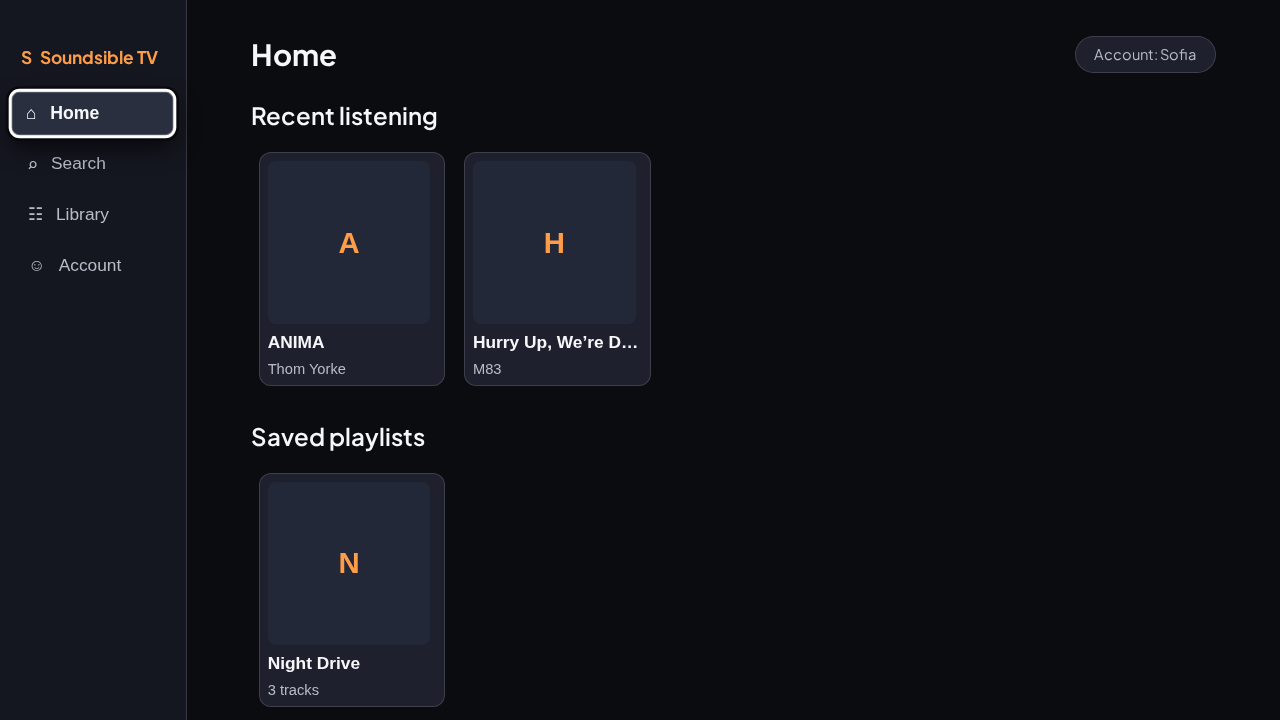 S Soundsible TV
⌂ Home
⌕ Search
☷ Library
☺ Account
Home
Account: Sofia
Recent listening
A
ANIMA
Thom Yorke
H
Hurry Up, We’re D…
M83
Saved playlists
N
Night Drive
3 tracks